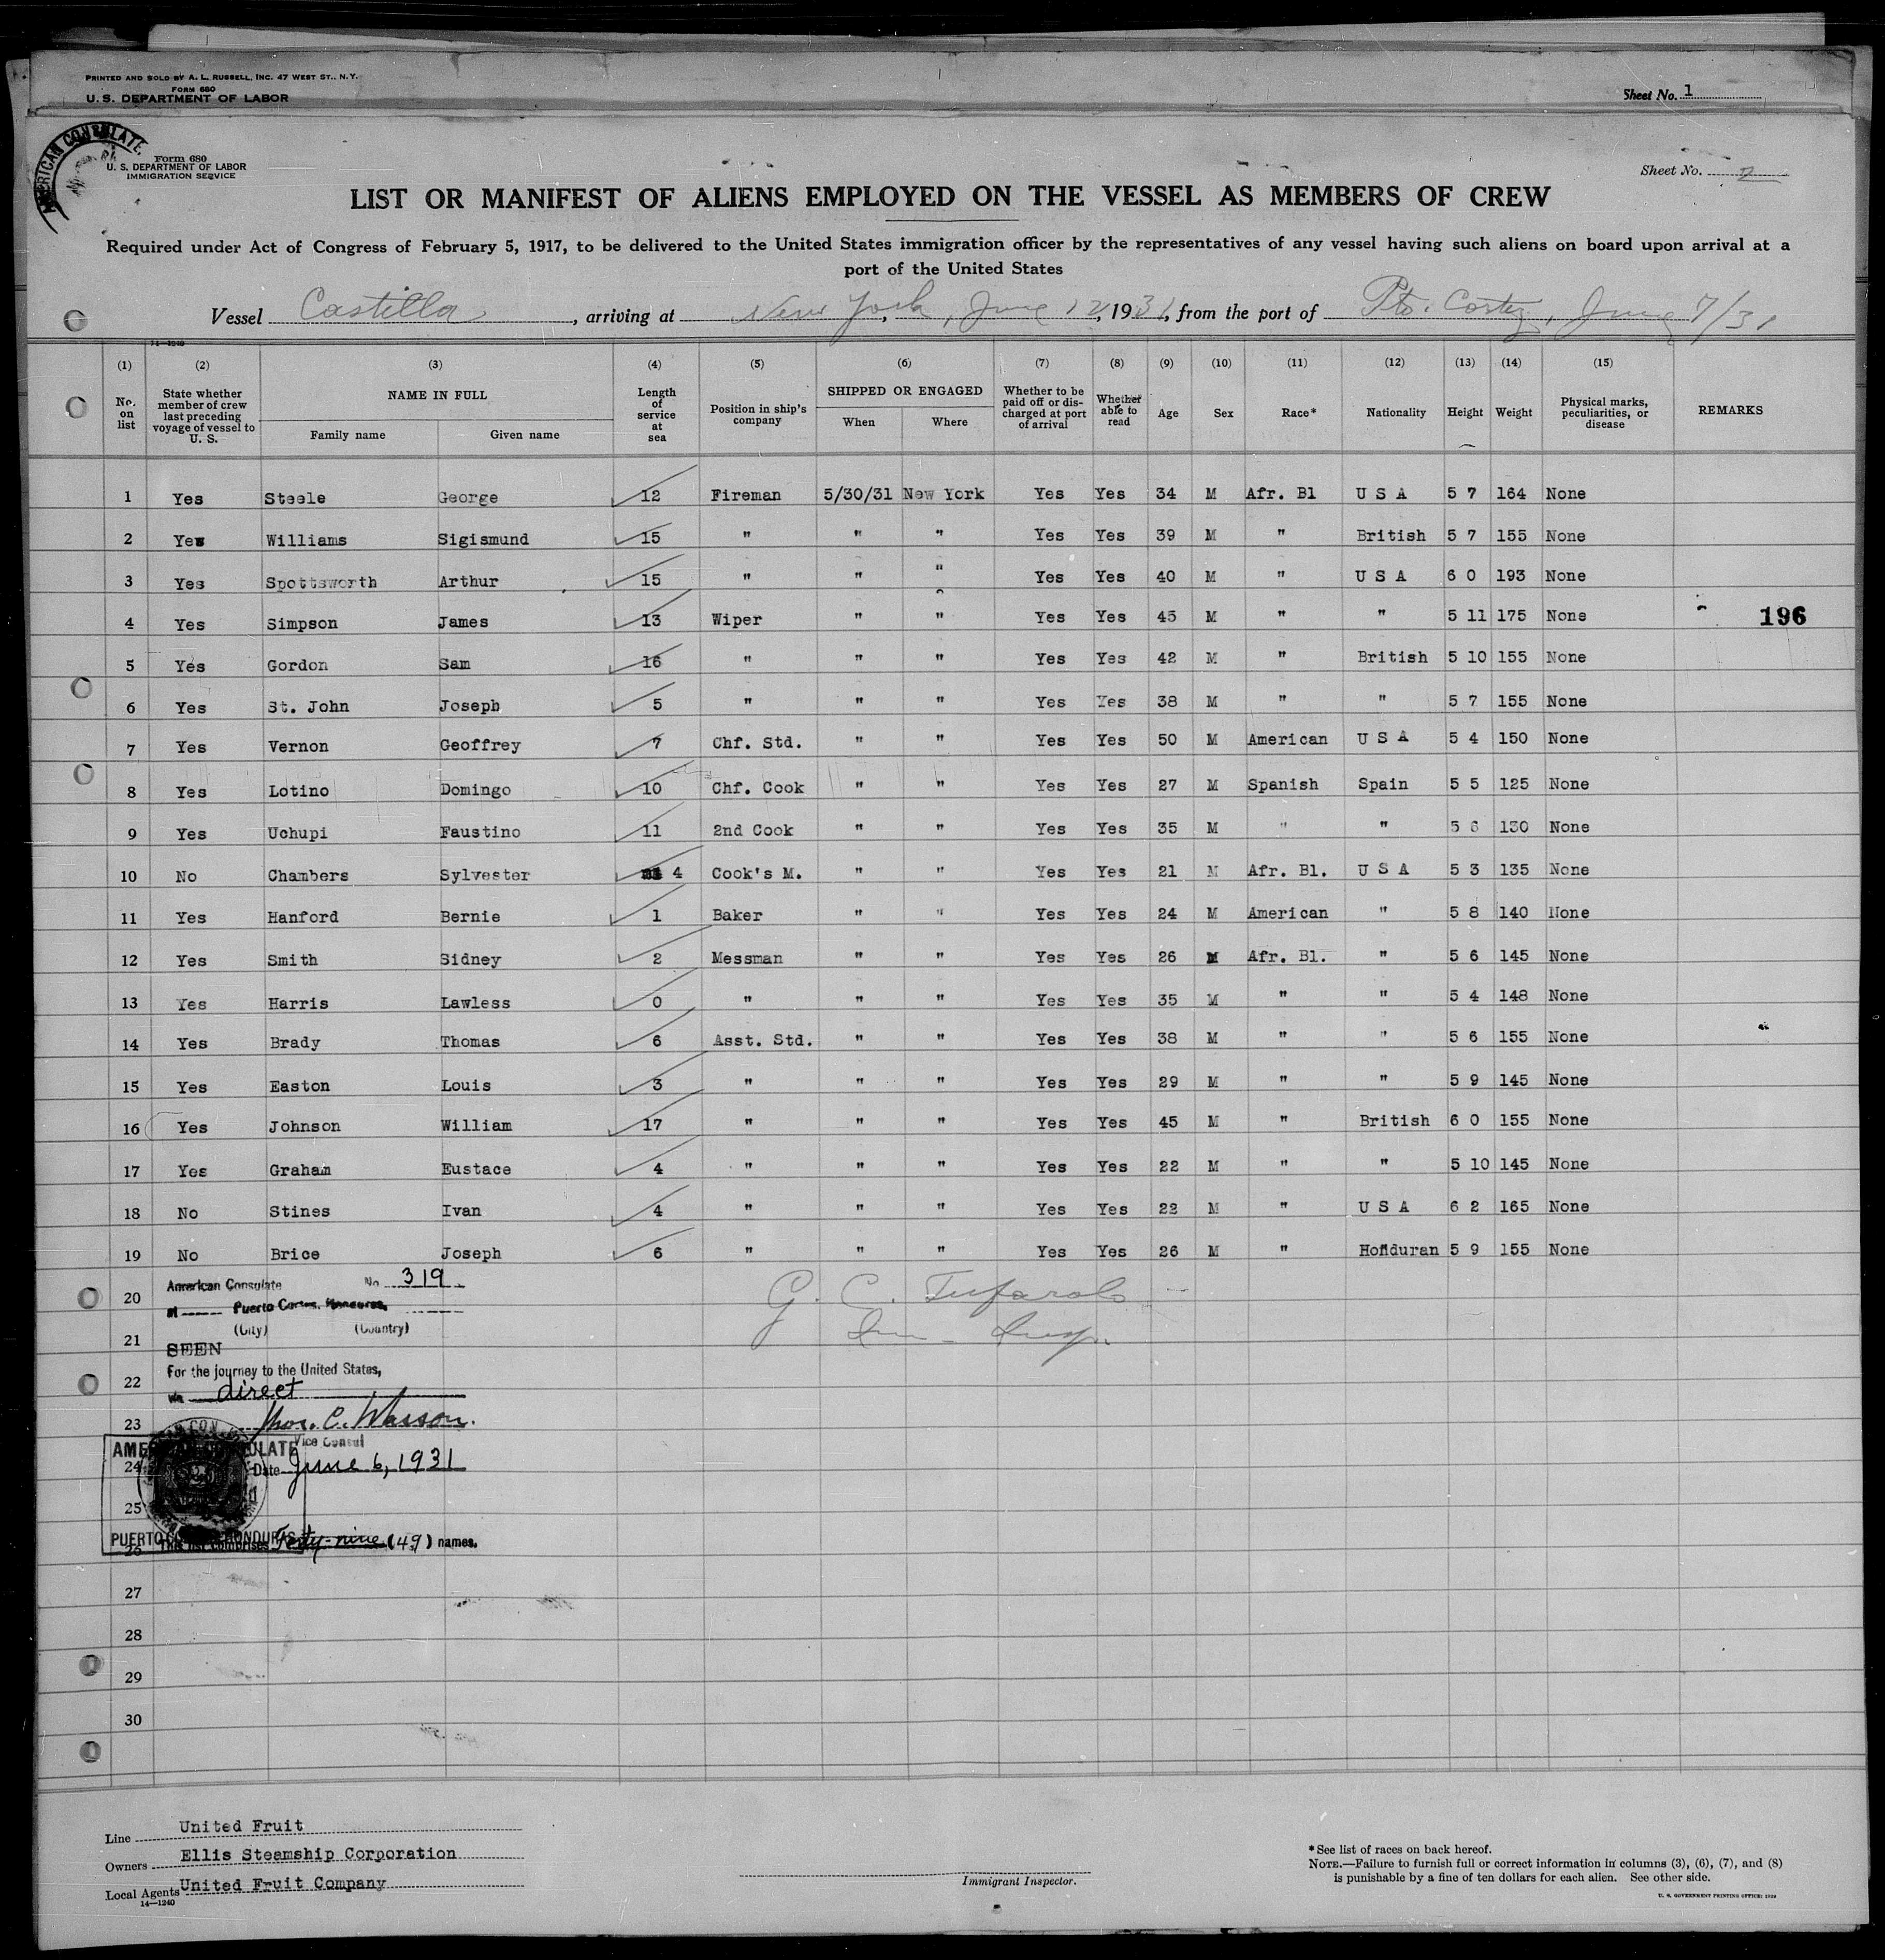 PRINTED AND SOLD BY A. L. RUSSELL, INC. 47 WEST ST., N. Y.
FORM 680
U. S. DEPARTMENT OF LABOR
Sheet No. 1
AMERICAN CONSULATE
Form 680
U. S. DEPARTMENT OF LABOR
IMMIGRATION SERVICE
Sheet No. 2
LIST OR MANIFEST OF ALIENS EMPLOYED ON THE VESSEL AS MEMBERS OF CREW
Required under Act of Congress of February 5, 1917, to be delivered to the United States immigration officer by the representatives of any vessel having such aliens on board upon arrival at a
port of the United States
Vessel Castilla, arriving at New York, June 12, 1931, from the port of Pto. Cortez, June 7/31
14-1240
(1) (2) (3) (4) (5) (6) (7) (8) (9) (10) (11) (12) (13) (14) (15)
No. on list
State whether member of crew last preceding voyage of vessel to U. S.
NAME IN FULL
Family name Given name
Length of service at sea
Position in ship's company
SHIPPED OR ENGAGED
When Where
Whether to be paid off or discharged at port of arrival
Whether able to read
Age Sex Race* Nationality Height Weight
Physical marks, peculiarities, or disease
REMARKS
1 Yes Steele George 12 Fireman 5/30/31 New York Yes Yes 34 M Afr. Bl U S A 5 7 164 None
2 Yes Williams Sigismund 15 " " " Yes Yes 39 M " British 5 7 155 None
3 Yes Spottsworth Arthur 15 " " " Yes Yes 40 M " U S A 6 0 193 None
4 Yes Simpson James 13 Wiper " " Yes Yes 45 M " " 5 11 175 None 196
5 Yes Gordon Sam 16 " " " Yes Yes 42 M " British 5 10 155 None
6 Yes St. John Joseph 5 " " " Yes Yes 38 M " " 5 7 155 None
7 Yes Vernon Geoffrey 7 Chf. Std. " " Yes Yes 50 M American U S A 5 4 150 None
8 Yes Lotino Domingo 10 Chf. Cook " " Yes Yes 27 M Spanish Spain 5 5 125 None
9 Yes Uchupi Faustino 11 2nd Cook " " Yes Yes 35 M " " 5 6 130 None
10 No Chambers Sylvester 4 Cook's M. " " Yes Yes 21 M Afr. Bl. U S A 5 3 135 None
11 Yes Hanford Bernie 1 Baker " " Yes Yes 24 M American " 5 8 140 None
12 Yes Smith Sidney 2 Messman " " Yes Yes 26 M Afr. Bl. " 5 6 145 None
13 Yes Harris Lawless 0 " " " Yes Yes 35 M " " 5 4 148 None
14 Yes Brady Thomas 6 Asst. Std. " " Yes Yes 38 M " " 5 6 155 None
15 Yes Easton Louis 3 " " " Yes Yes 29 M " " 5 9 145 None
16 Yes Johnson William 17 " " " Yes Yes 45 M " British 6 0 155 None
17 Yes Graham Eustace 4 " " " Yes Yes 22 M " " 5 10 145 None
18 No Stines Ivan 4 " " " Yes Yes 22 M " U S A 6 2 165 None
19 No Brice Joseph 6 " " " Yes Yes 26 M " Honduran 5 9 155 None
American Consulate No 319
20
at Puerto Cortes, Honduras,
(City) (Country)
G. C. Tufarolo
Imm. Insp.
21
SEEN
For the journey to the United States,
22
via direct
23
Thos. C. Wasson.
Vice Consul
AMERICAN CONSULATE
24
Date June 6, 1931
25
PUERTO CORTES, HONDURAS
26
This list comprises Forty-nine (49) names.
27
28
29
30
Line United Fruit
Owners Ellis Steamship Corporation
Local Agents United Fruit Company
14—1240
Immigrant Inspector.
*See list of races on back hereof.
NOTE.—Failure to furnish full or correct information in columns (3), (6), (7), and (8)
is punishable by a fine of ten dollars for each alien. See other side.
U. S. GOVERNMENT PRINTING OFFICE: 1929